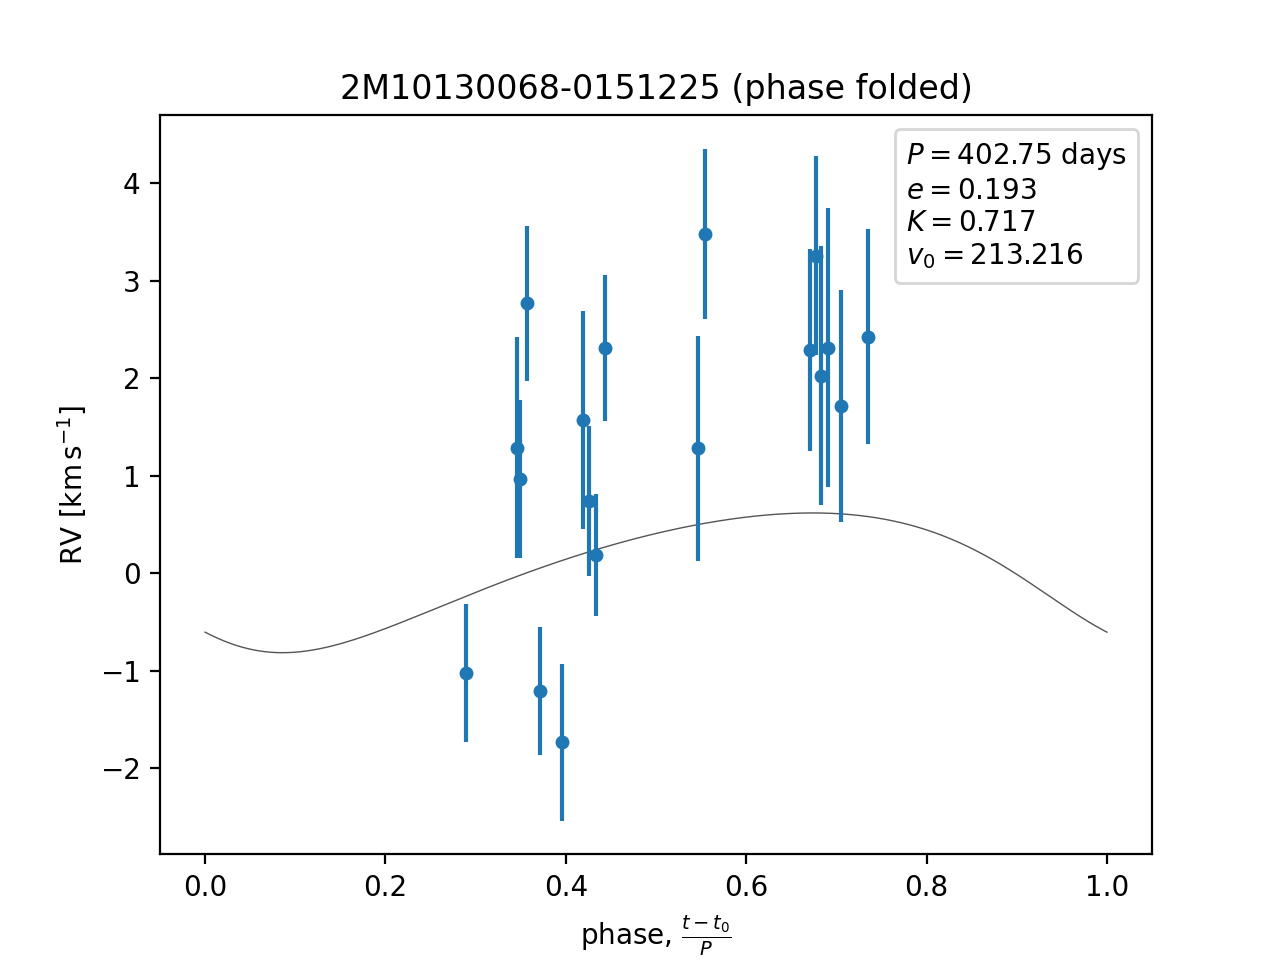 2M10130068-0151225 (phase folded)
P = 402.75 days
e = 0.193
K = 0.717
v₀ = 213.216
4
3
2
1
0
−1
−2
RV [km s⁻¹]
0.0 0.2 0.4 0.6 0.8 1.0
phase, (t − t₀)/P